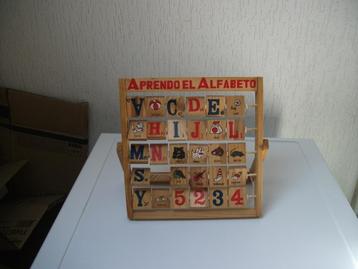 APRENDO EL ALFABETO
A C D E
H I J L
M N
S
Y 5 2 3 4